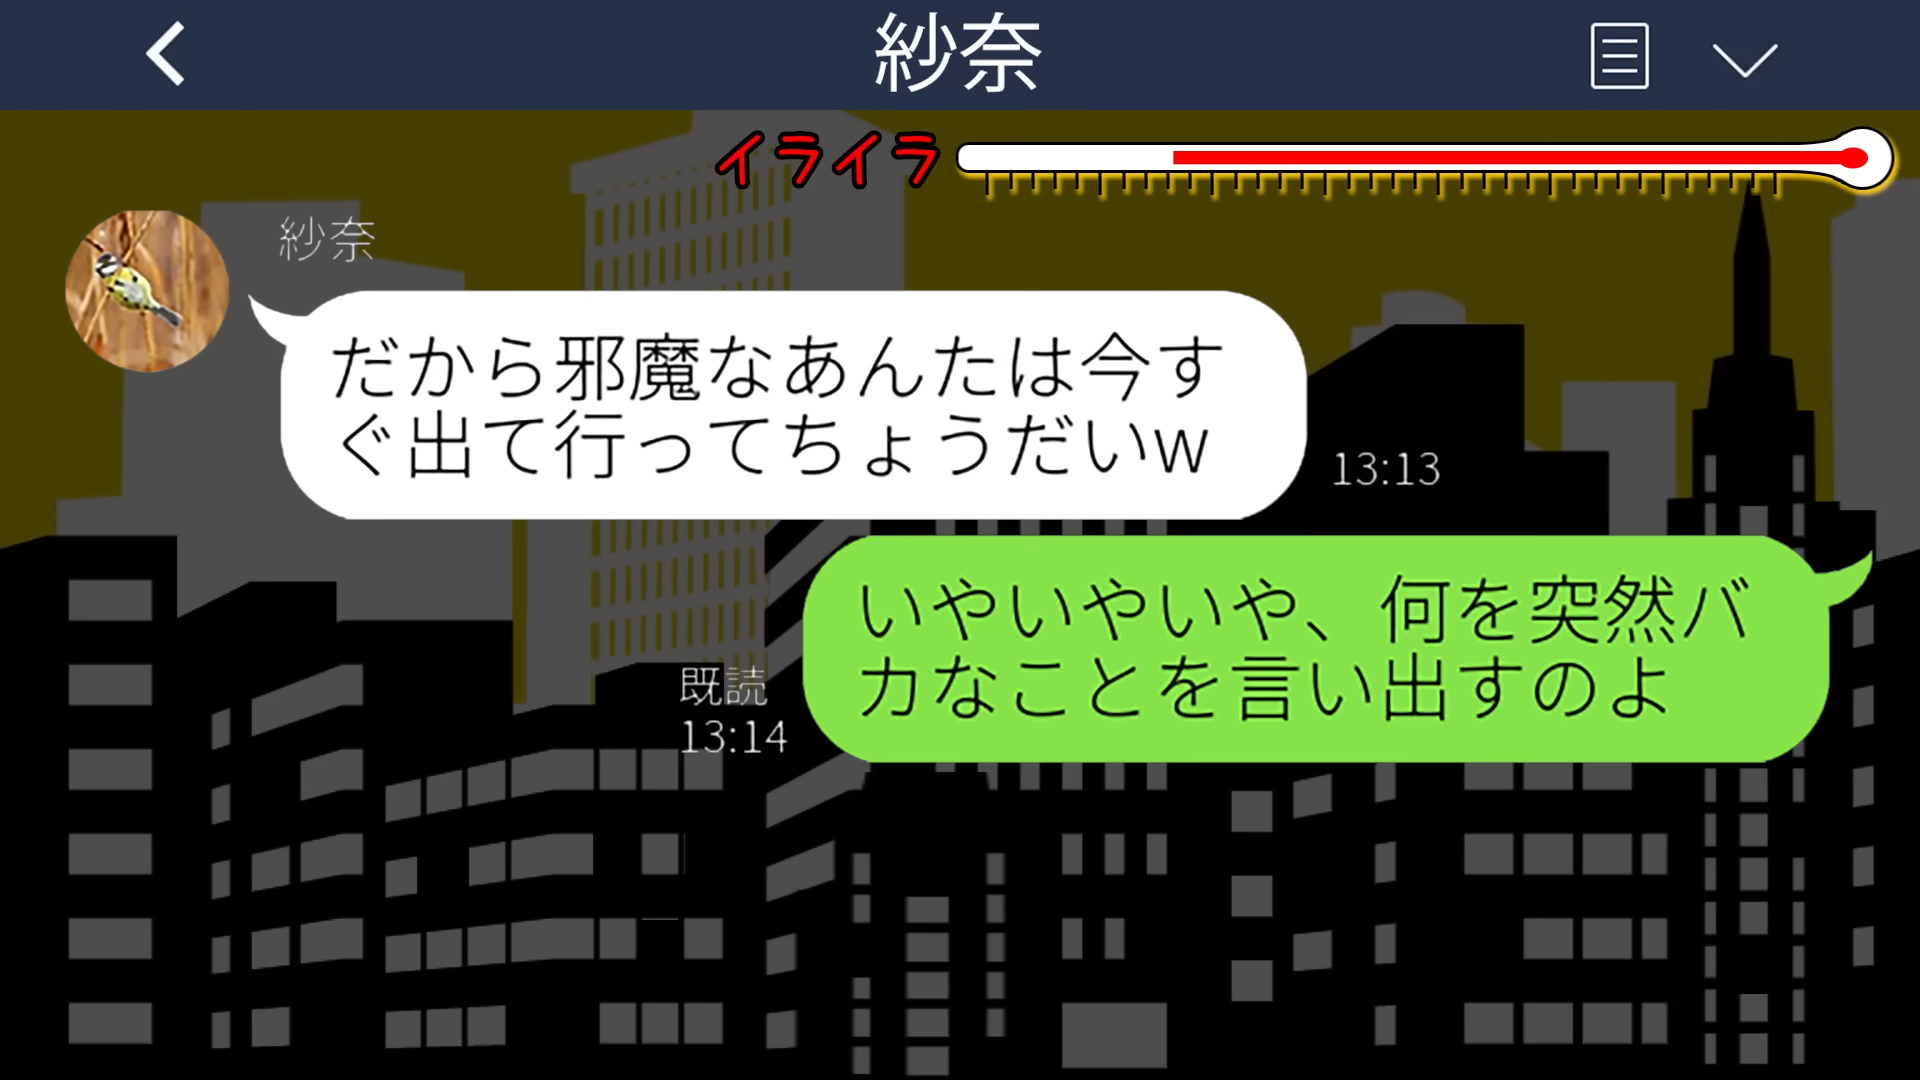 紗奈
イライラ
紗奈
だから邪魔なあんたは今す
ぐ出て行ってちょうだいw
13:13
いやいやいや、何を突然バ
カなことを言い出すのよ
既読
13:14